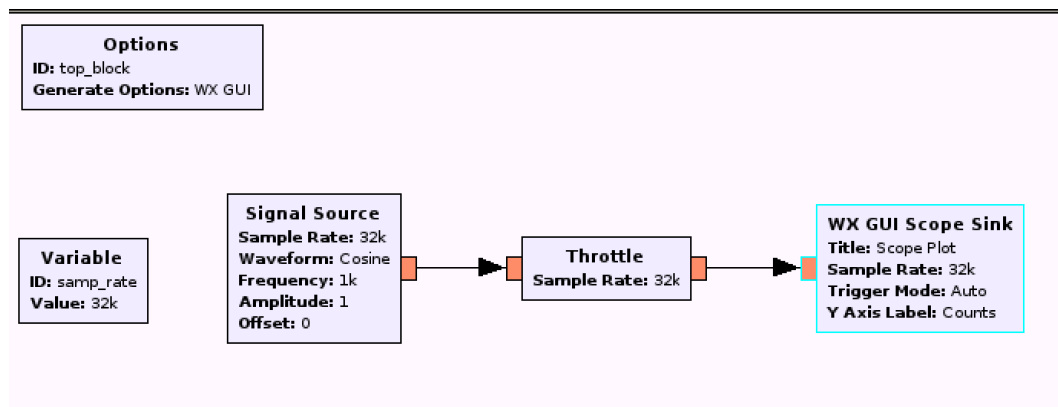 Options
ID: top_block
Generate Options: WX GUI
Variable
ID: samp_rate
Value: 32k
Signal Source
Sample Rate: 32k
Waveform: Cosine
Frequency: 1k
Amplitude: 1
Offset: 0
Throttle
Sample Rate: 32k
WX GUI Scope Sink
Title: Scope Plot
Sample Rate: 32k
Trigger Mode: Auto
Y Axis Label: Counts